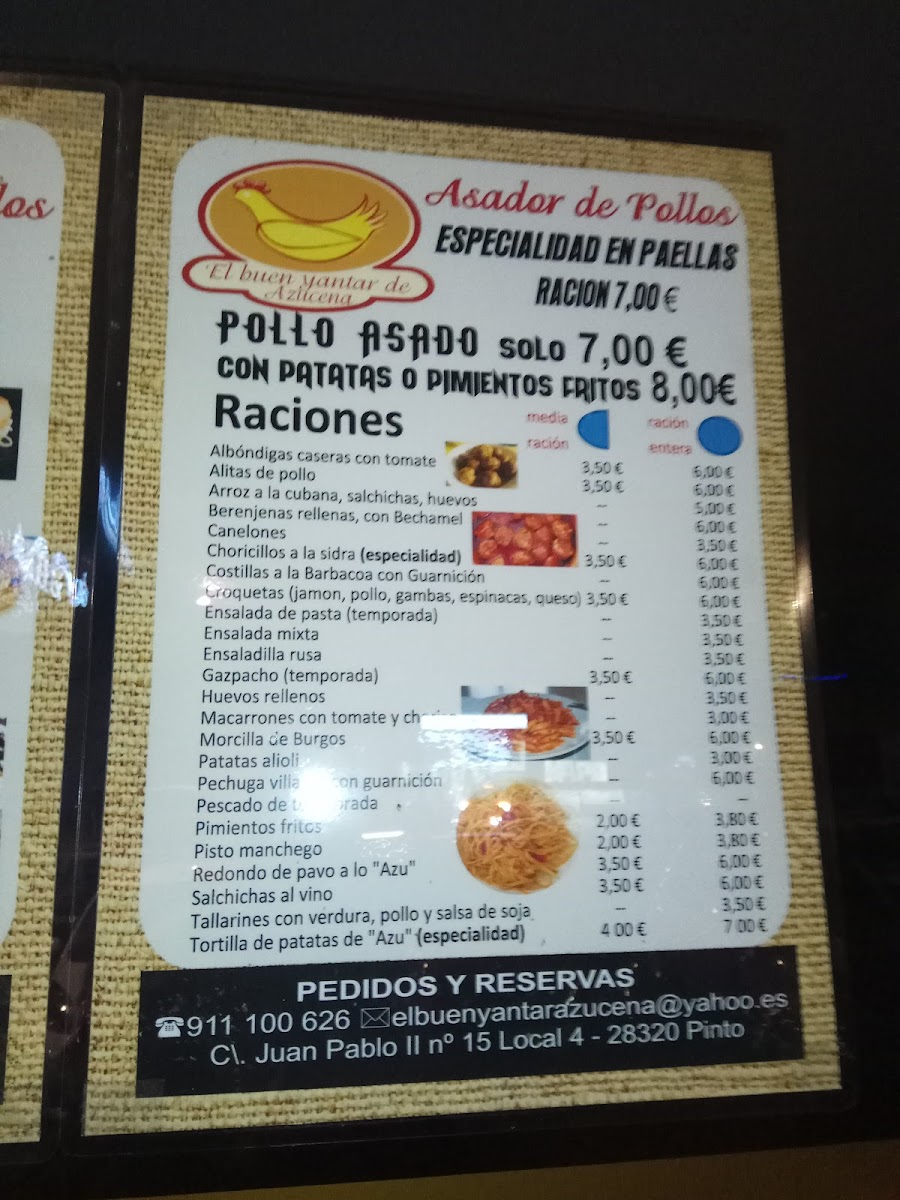 los
El buen yantar de
Azucena
Asador de Pollos
ESPECIALIDAD EN PAELLAS
RACION 7,00 €
POLLO ASADO SOLO 7,00 €
CON PATATAS O PIMIENTOS FRITOS 8,00€
Raciones
media ración
ración entera
Albóndigas caseras con tomate 3,50 € 6,00 €
Alitas de pollo 3,50 € 6,00 €
Arroz a la cubana, salchichas, huevos -- 5,00 €
Berenjenas rellenas, con Bechamel -- 6,00 €
Canelones -- 3,50 €
Choricillos a la sidra (especialidad) 3,50 € 6,00 €
Costillas a la Barbacoa con Guarnición -- 6,00 €
Croquetas (jamon, pollo, gambas, espinacas, queso) 3,50 € 6,00 €
Ensalada de pasta (temporada) -- 3,50 €
Ensalada mixta -- 3,50 €
Ensaladilla rusa -- 3,50 €
Gazpacho (temporada) 3,50 € 6,00 €
Huevos rellenos -- 3,50 €
Macarrones con tomate y -- 3,00 €
Morcilla de Burgos 3,50 € 6,00 €
Patatas alioli -- 3,00 €
Pechuga con guarnición -- 6,00 €
Pescado de -- --
Pimientos fritos 2,00 € 3,80 €
Pisto manchego 2,00 € 3,80 €
Redondo de pavo a lo "Azu" 3,50 € 6,00 €
Salchichas al vino 3,50 € 6,00 €
Tallarines con verdura, pollo y salsa de soja -- 3,50 €
Tortilla de patatas de "Azu" (especialidad) 4 00 € 7 00 €
PEDIDOS Y RESERVAS
☎911 100 626 ✉elbuenyantarazucena@yahoo.es
C\. Juan Pablo II nº 15 Local 4 - 28320 Pinto